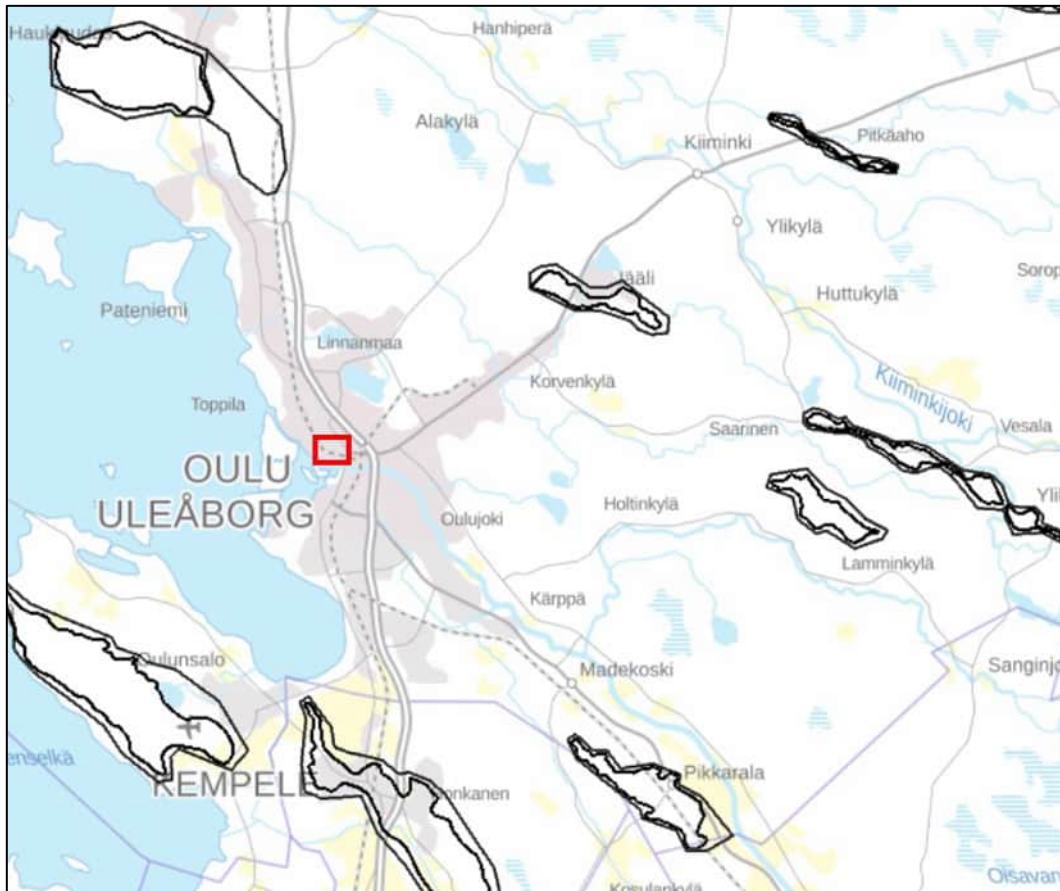 Hanhiperä
Alakylä
Kiiminki
Pitkäaho
Ylikylä
Jääli
Huttukylä
Pateniemi
Linnanmaa
Korvenkylä
Kiiminkijoki
Toppila
Saarinen
Vesala
OULU
ULEÅBORG
Oulujoki
Holtinkylä
Lamminkylä
Kärppä
Oulunsalo
Madekoski
KEMPELE
Pikkarala